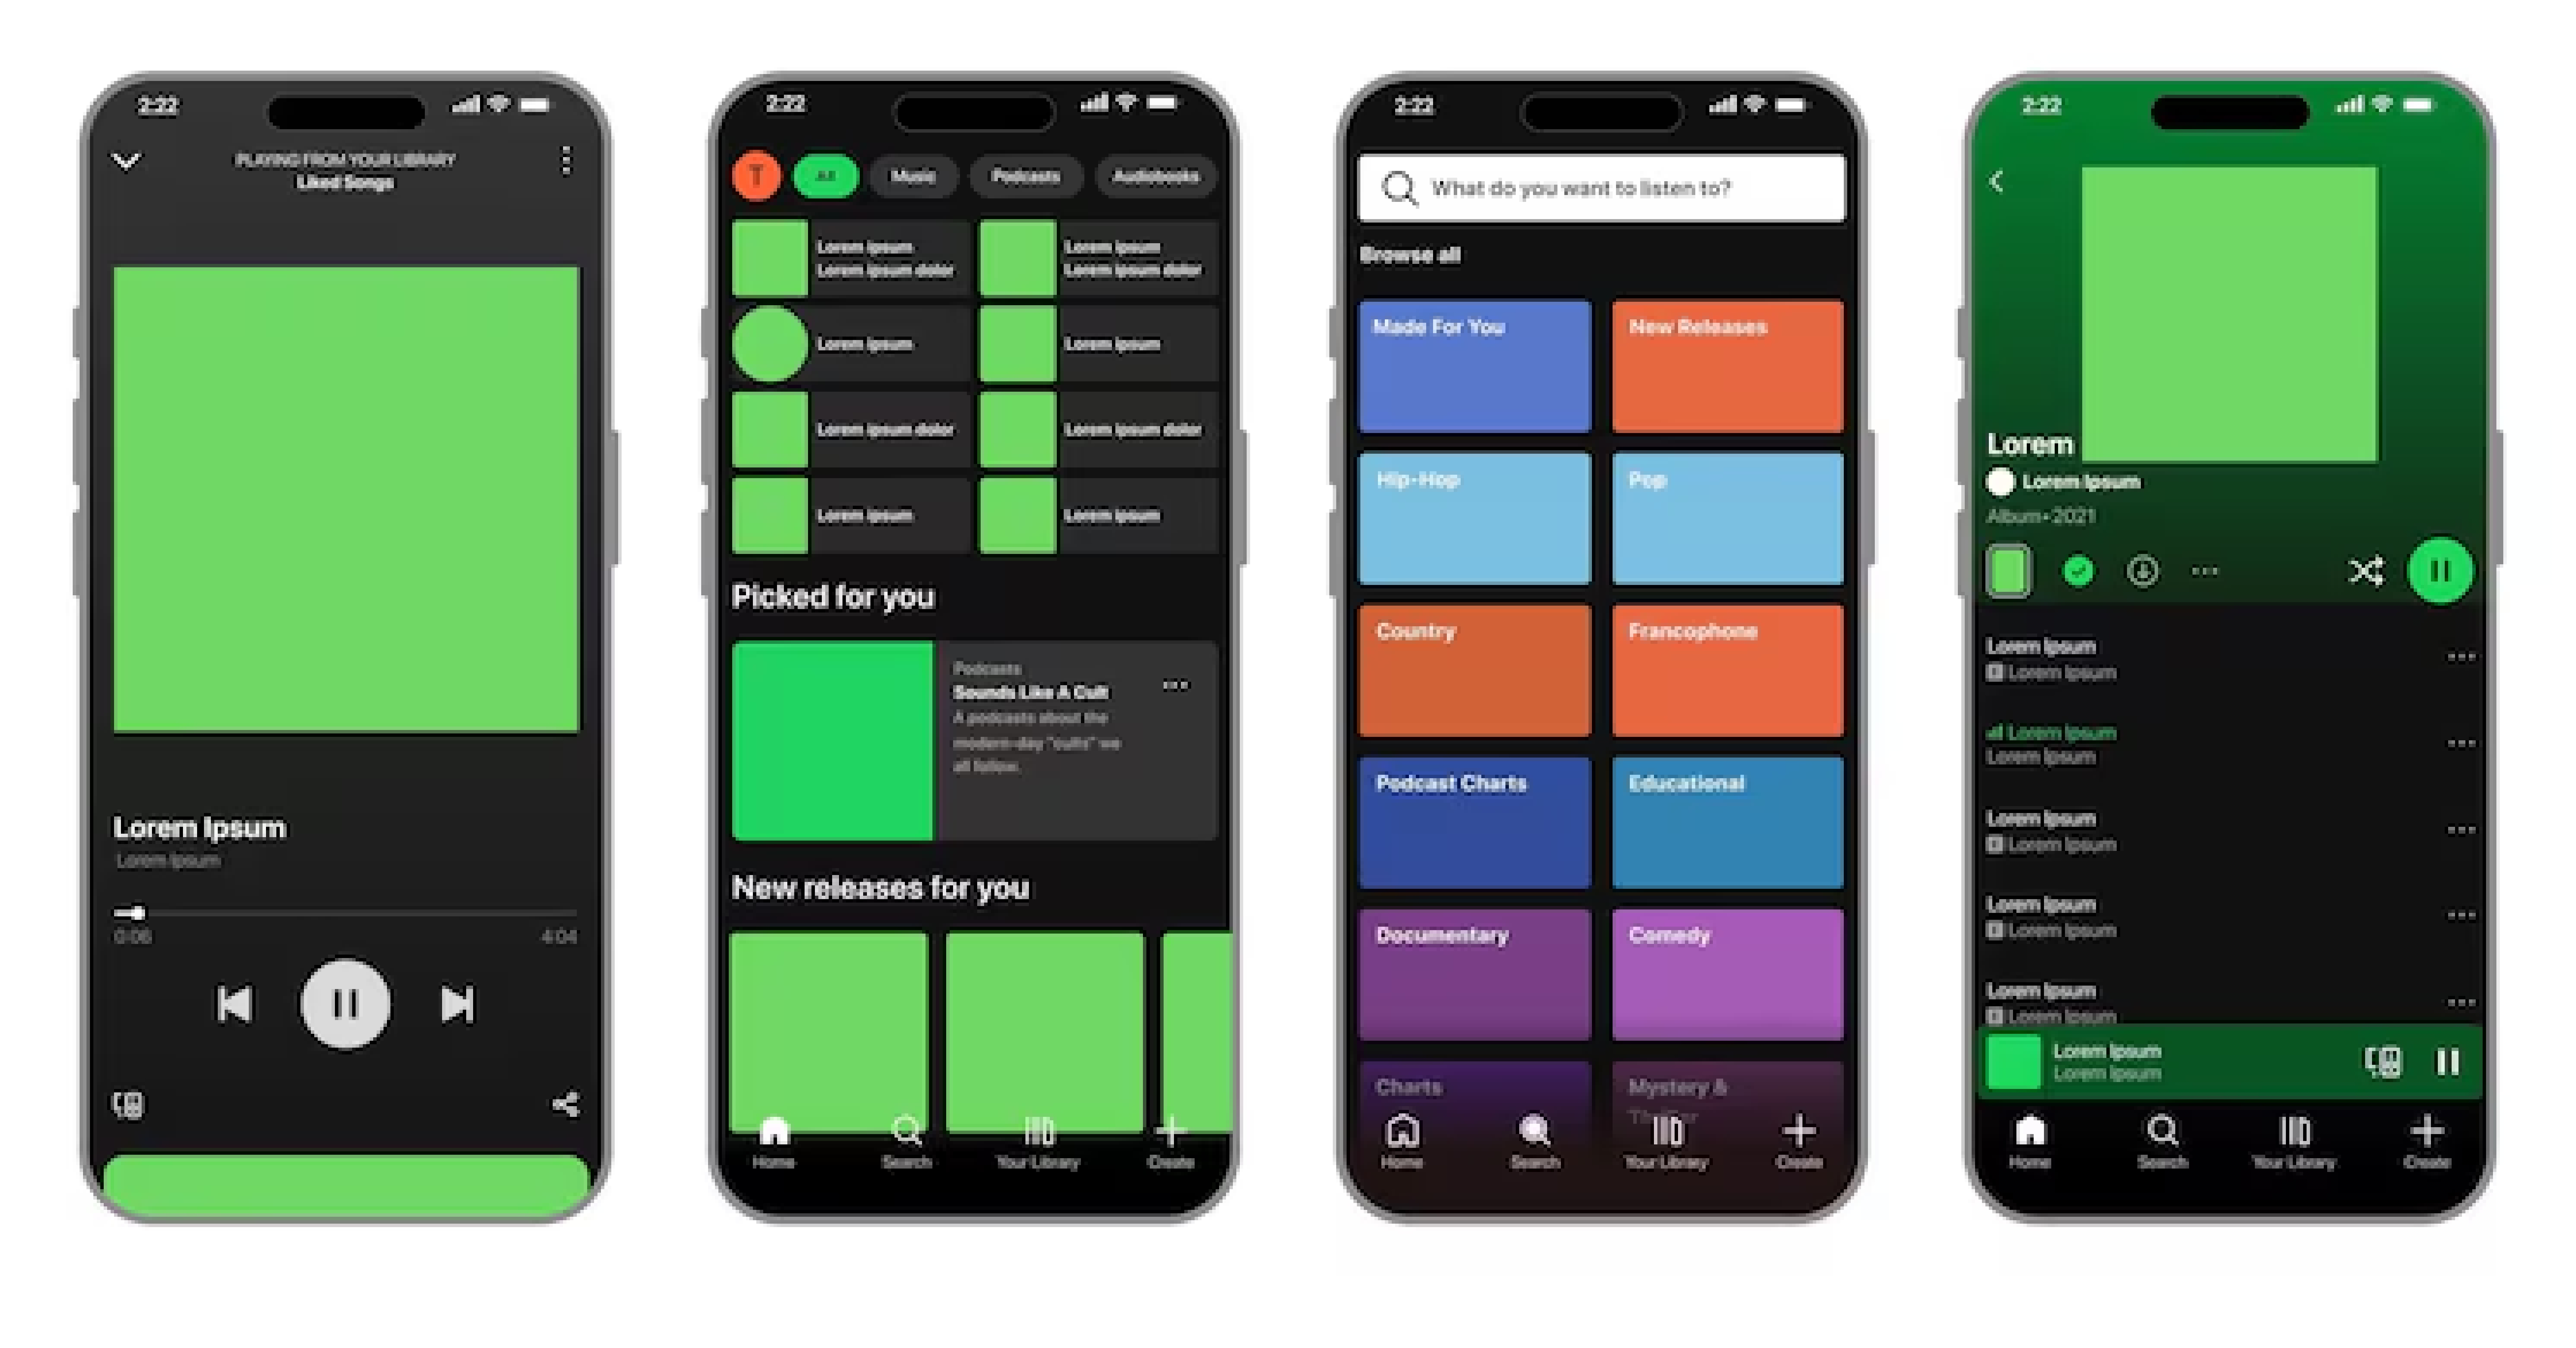 2:22
PLAYING FROM YOUR LIBRARY
Liked Songs
Lorem Ipsum
Lorem Ipsum
0:06
4:04
2:22
T
All
Music
Podcasts
Audiobooks
Lorem Ipsum
Lorem Ipsum dolor
Lorem Ipsum
Lorem Ipsum dolor
Lorem Ipsum
Lorem Ipsum
Lorem Ipsum dolor
Lorem Ipsum dolor
Lorem Ipsum
Lorem Ipsum
Picked for you
Podcasts
Sounds Like A Cult
A podcasts about the
modern-day "cults" we
all follow.
New releases for you
Home
Search
Your Library
Create
2:22
What do you want to listen to?
Browse all
Made For You
New Releases
Hip-Hop
Pop
Country
Francophone
Podcast Charts
Educational
Documentary
Comedy
Charts
Mystery &
Thriller
Home
Search
Your Library
Create
2:22
Lorem
Lorem Ipsum
Album•2021
Lorem Ipsum
E Lorem Ipsum
Lorem Ipsum
Lorem Ipsum
Lorem Ipsum
E Lorem Ipsum
Lorem Ipsum
E Lorem Ipsum
Lorem Ipsum
E Lorem Ipsum
Lorem Ipsum
Lorem Ipsum
Home
Search
Your Library
Create